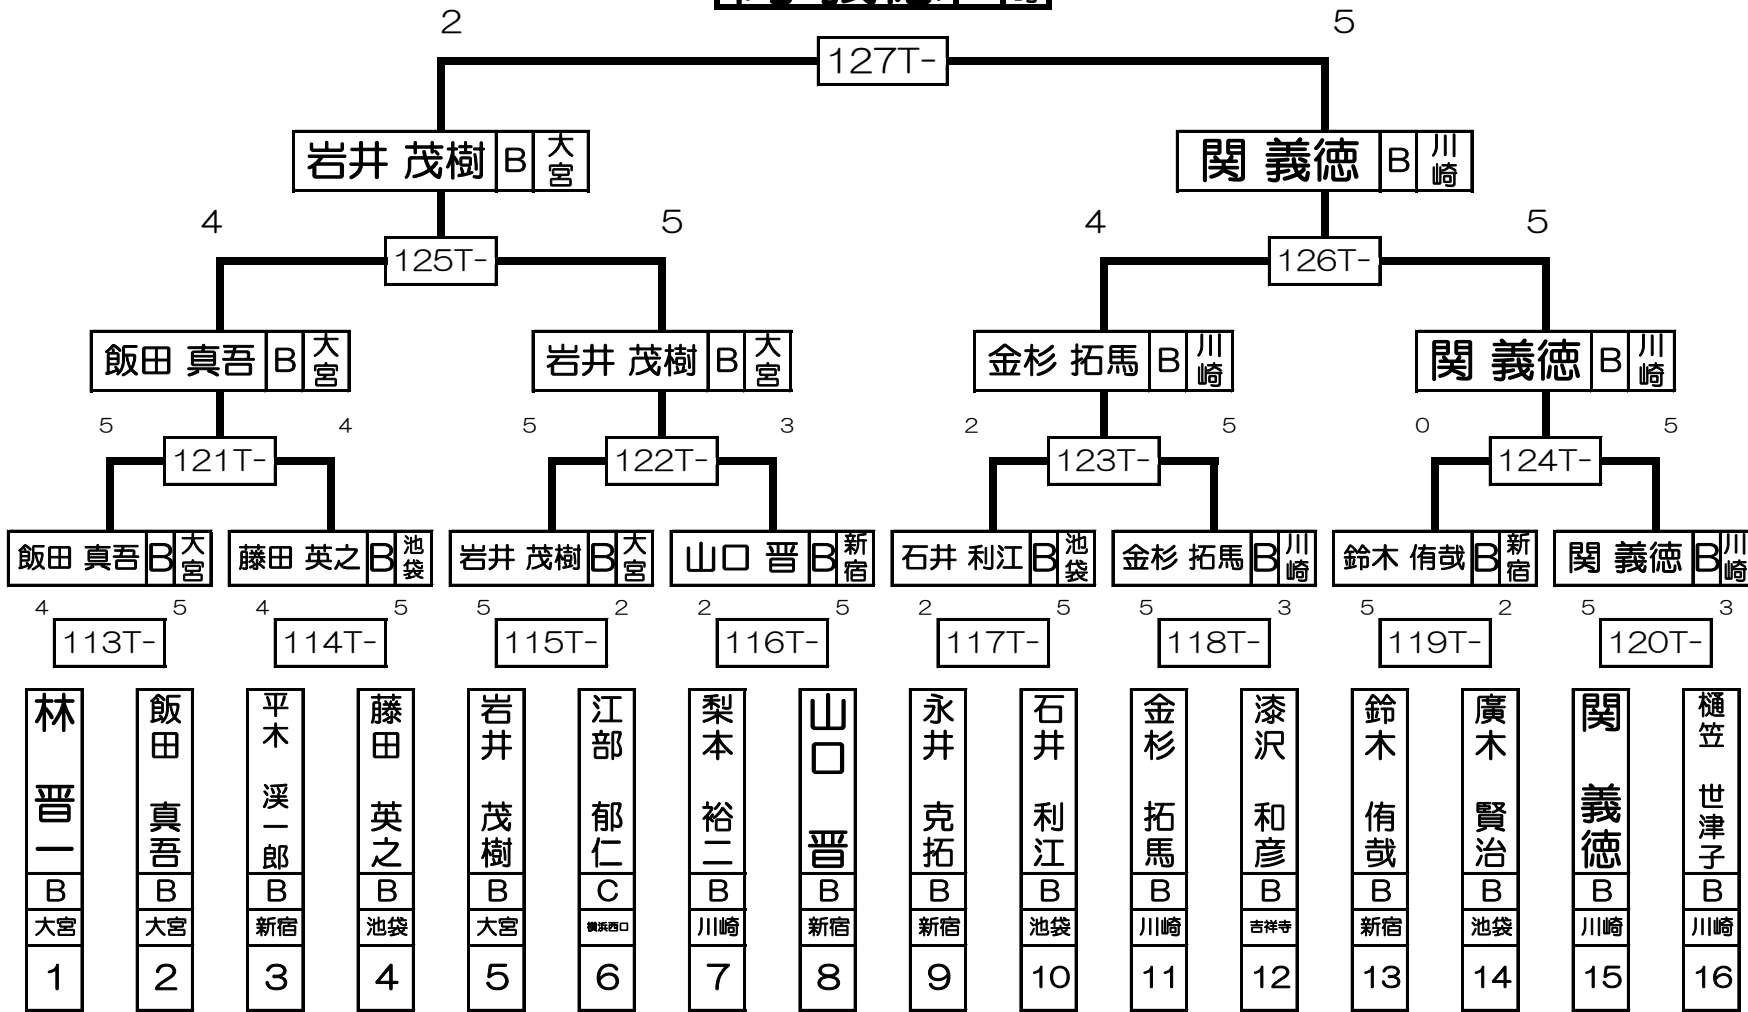 2 5
127T-
岩井 茂樹 B 大宮
関 義徳 B 川崎
4 5 4 5
125T- 126T-
飯田 真吾 B 大宮
岩井 茂樹 B 大宮
金杉 拓馬 B 川崎
関 義徳 B 川崎
5 4 5 3 2 5 0 5
121T- 122T- 123T- 124T-
飯田 真吾 B 大宮
藤田 英之 B 池袋
岩井 茂樹 B 大宮
山口 晋 B 新宿
石井 利江 B 池袋
金杉 拓馬 B 川崎
鈴木 侑哉 B 新宿
関 義徳 B 川崎
4 5 4 5 5 2 2 5 2 5 5 3 5 2 5 3
113T- 114T- 115T- 116T- 117T- 118T- 119T- 120T-
林 晋一 B 大宮 1
飯田 真吾 B 大宮 2
平木 渓一郎 B 新宿 3
藤田 英之 B 池袋 4
岩井 茂樹 B 大宮 5
江部 郁仁 C 横浜西口 6
梨本 裕二 B 川崎 7
山口 晋 B 新宿 8
永井 克拓 B 新宿 9
石井 利江 B 池袋 10
金杉 拓馬 B 川崎 11
漆沢 和彦 B 吉祥寺 12
鈴木 侑哉 B 新宿 13
廣木 賢治 B 池袋 14
関 義徳 B 川崎 15
樋笠 世津子 B 川崎 16